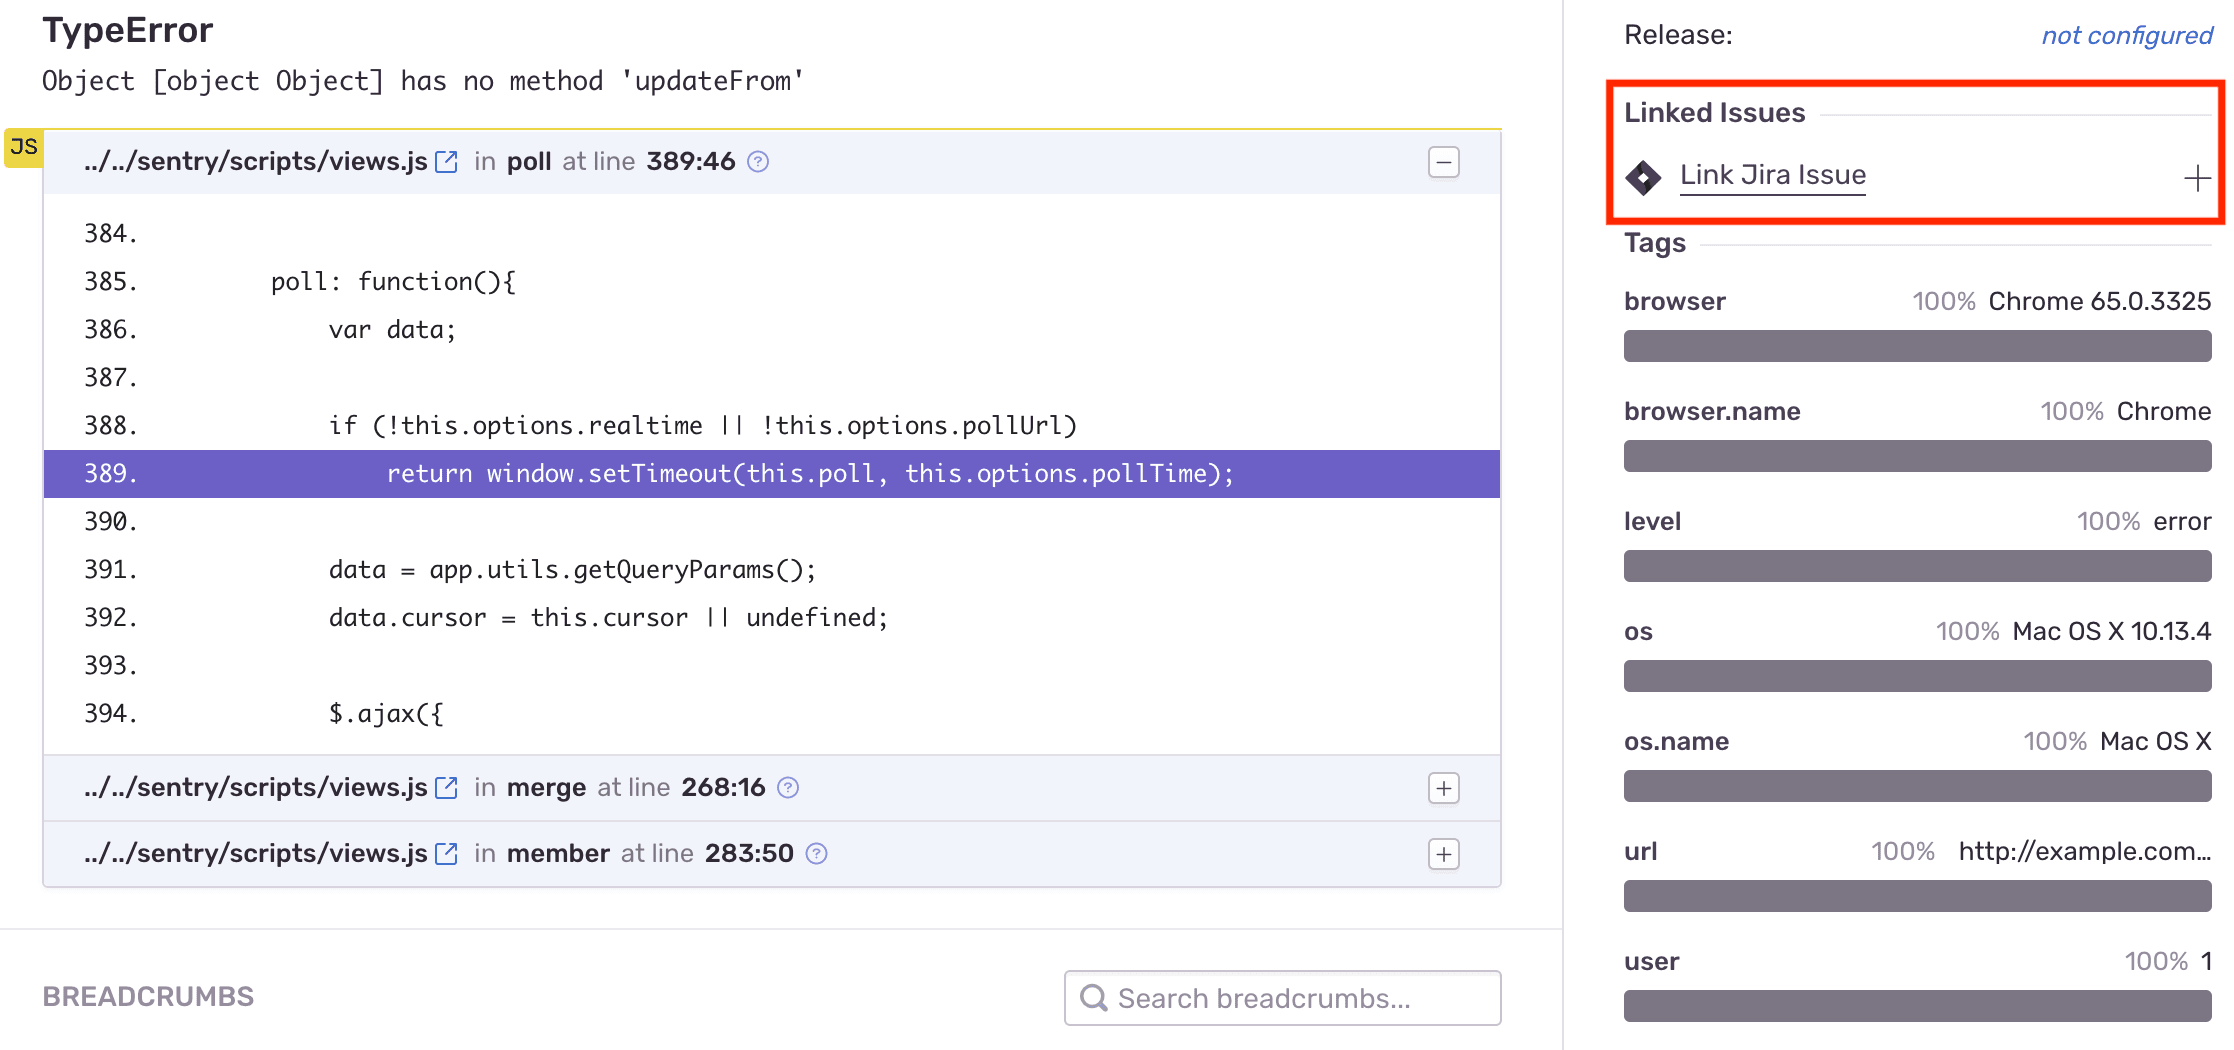 TypeError
Object [object Object] has no method 'updateFrom'
JS
../../sentry/scripts/views.js in poll at line 389:46 ?
384.
385. poll: function(){
386. var data;
387.
388. if (!this.options.realtime || !this.options.pollUrl)
389. return window.setTimeout(this.poll, this.options.pollTime);
390.
391. data = app.utils.getQueryParams();
392. data.cursor = this.cursor || undefined;
393.
394. $.ajax({
../../sentry/scripts/views.js in merge at line 268:16 ?
../../sentry/scripts/views.js in member at line 283:50 ?
BREADCRUMBS
Search breadcrumbs...
Release: not configured
Linked Issues
Link Jira Issue
Tags
browser 100% Chrome 65.0.3325
browser.name 100% Chrome
level 100% error
os 100% Mac OS X 10.13.4
os.name 100% Mac OS X
url 100% http://example.com...
user 100% 1